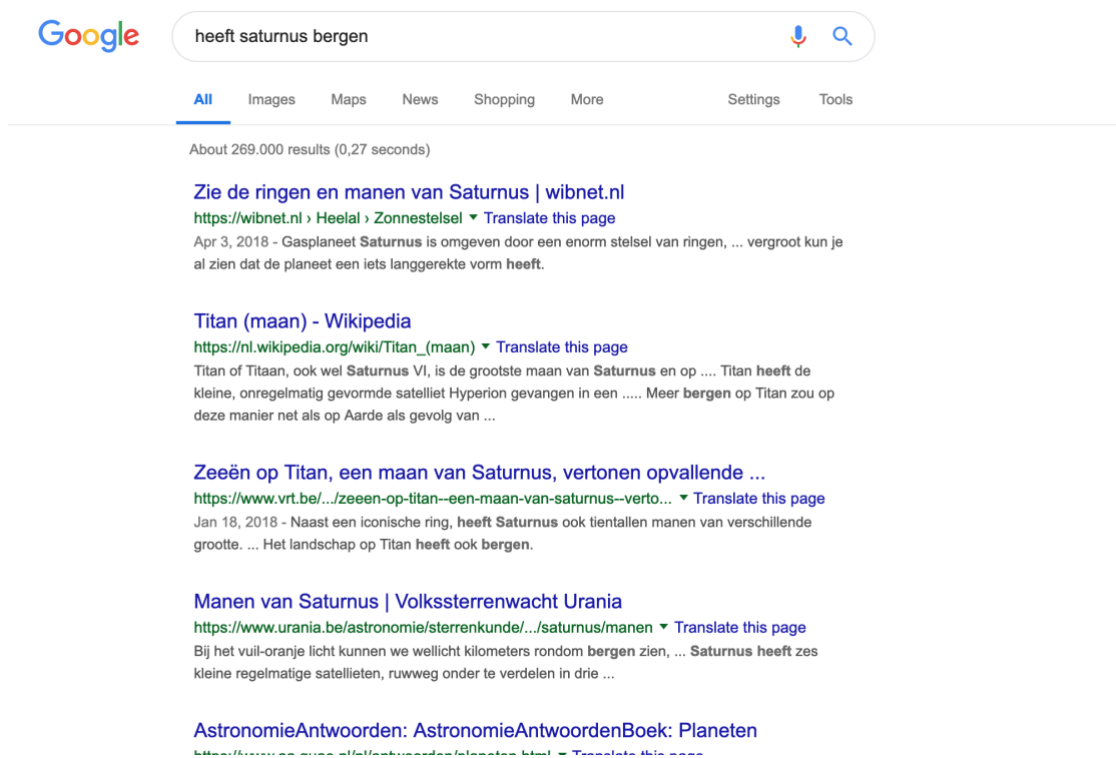 Google
heeft saturnus bergen
All Images Maps News Shopping More Settings Tools
About 269.000 results (0,27 seconds)
Zie de ringen en manen van Saturnus | wibnet.nl
https://wibnet.nl › Heelal › Zonnestelsel ▼ Translate this page
Apr 3, 2018 - Gasplaneet Saturnus is omgeven door een enorm stelsel van ringen, ... vergroot kun je
al zien dat de planeet een iets langgerekte vorm heeft.
Titan (maan) - Wikipedia
https://nl.wikipedia.org/wiki/Titan_(maan) ▼ Translate this page
Titan of Titaan, ook wel Saturnus VI, is de grootste maan van Saturnus en op .... Titan heeft de
kleine, onregelmatig gevormde satelliet Hyperion gevangen in een ..... Meer bergen op Titan zou op
deze manier net als op Aarde als gevolg van ...
Zeeën op Titan, een maan van Saturnus, vertonen opvallende ...
https://www.vrt.be/.../zeeen-op-titan--een-maan-van-saturnus--verto... ▼ Translate this page
Jan 18, 2018 - Naast een iconische ring, heeft Saturnus ook tientallen manen van verschillende
grootte. ... Het landschap op Titan heeft ook bergen.
Manen van Saturnus | Volkssterrenwacht Urania
https://www.urania.be/astronomie/sterrenkunde/.../saturnus/manen ▼ Translate this page
Bij het vuil-oranje licht kunnen we wellicht kilometers rondom bergen zien, ... Saturnus heeft zes
kleine regelmatige satellieten, ruwweg onder te verdelen in drie ...
AstronomieAntwoorden: AstronomieAntwoordenBoek: Planeten
Translate this page